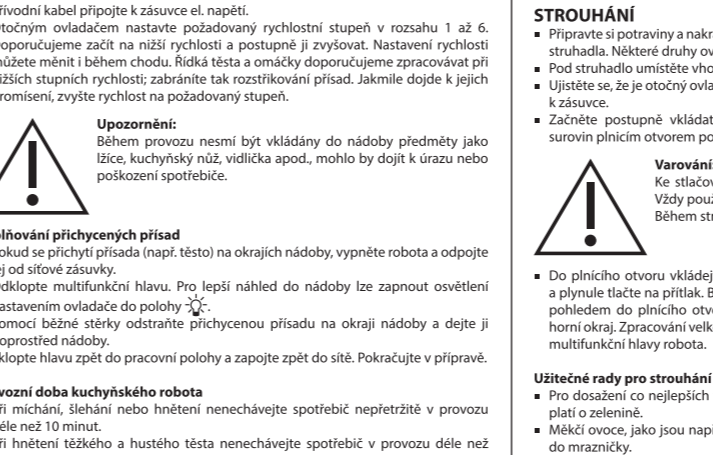 řívodní kabel připojte k zásuvce el. napětí.
točným ovladačem nastavte požadovaný rychlostní stupeň v rozsahu 1 až 6.
oporučujeme začít na nižší rychlosti a postupně ji zvyšovat. Nastavení rychlosti
ůžete měnit i během chodu. Řídká těsta a omáčky doporučujeme zpracovávat při
ižších stupních rychlosti; zabráníte tak rozstřikování přísad. Jakmile dojde k jejich
romísení, zvyšte rychlost na požadovaný stupeň.
Upozornění:
Během provozu nesmí být vkládány do nádoby předměty jako
lžíce, kuchyňský nůž, vidlička apod., mohlo by dojít k úrazu nebo
poškození spotřebiče.
lňování přichycených přísad
okud se přichytí přísada (např. těsto) na okrajích nádoby, vypněte robota a odpojte
ej od síťové zásuvky.
dklopte multifunkční hlavu. Pro lepší náhled do nádoby lze zapnout osvětlení
astavením ovladače do polohy
omocí běžné stěrky odstraňte přichycenou přísadu na okraji nádoby a dejte ji
oprostřed nádoby.
klopte hlavu zpět do pracovní polohy a zapojte zpět do sítě. Pokračujte v přípravě.
vozní doba kuchyňského robota
ři míchání, šlehání nebo hnětení nenechávejte spotřebič nepřetržitě v provozu
éle než 10 minut.
ři hnětení těžkého a hustého těsta nenechávejte spotřebič v provozu déle než
STROUHÁNÍ
▪ Připravte si potraviny a nakr
struhadla. Některé druhy ov
▪ Pod struhadlo umístěte vho
▪ Ujistěte se, že je otočný ovla
k zásuvce.
▪ Začněte postupně vkládat
surovin plnicím otvorem po
Varování:
Ke stlačov
Vždy použ
Během str
▪ Do plnícího otvoru vkládej
a plynule tlačte na přítlak. B
pohledem do plnícího otvo
horní okraj. Zpracování velk
multifunkční hlavy robota.
Užitečné rady pro strouhání
▪ Pro dosažení co nejlepších
platí o zelenině.
▪ Měkčí ovoce, jako jsou např
do mrazničky.